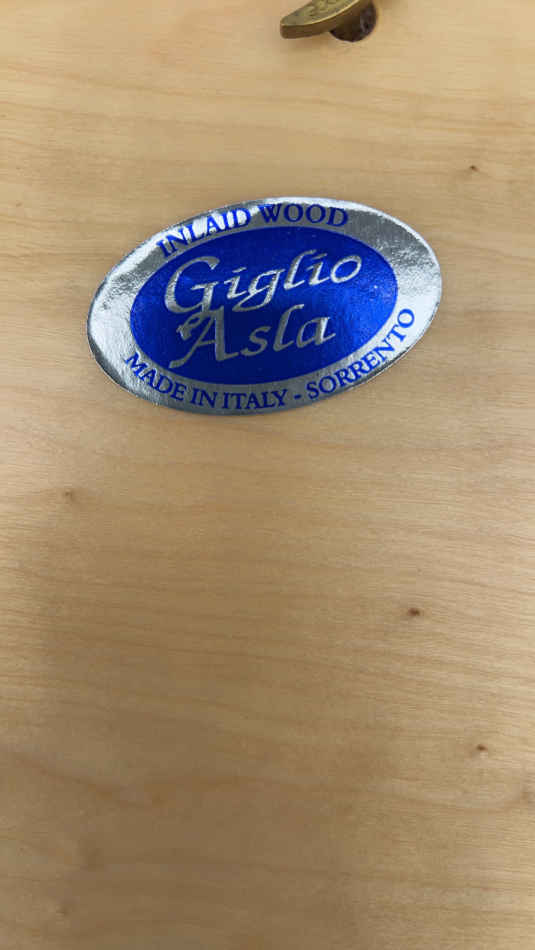 INLAID WOOD
Giglio
Asla
MADE IN ITALY - SORRENTO